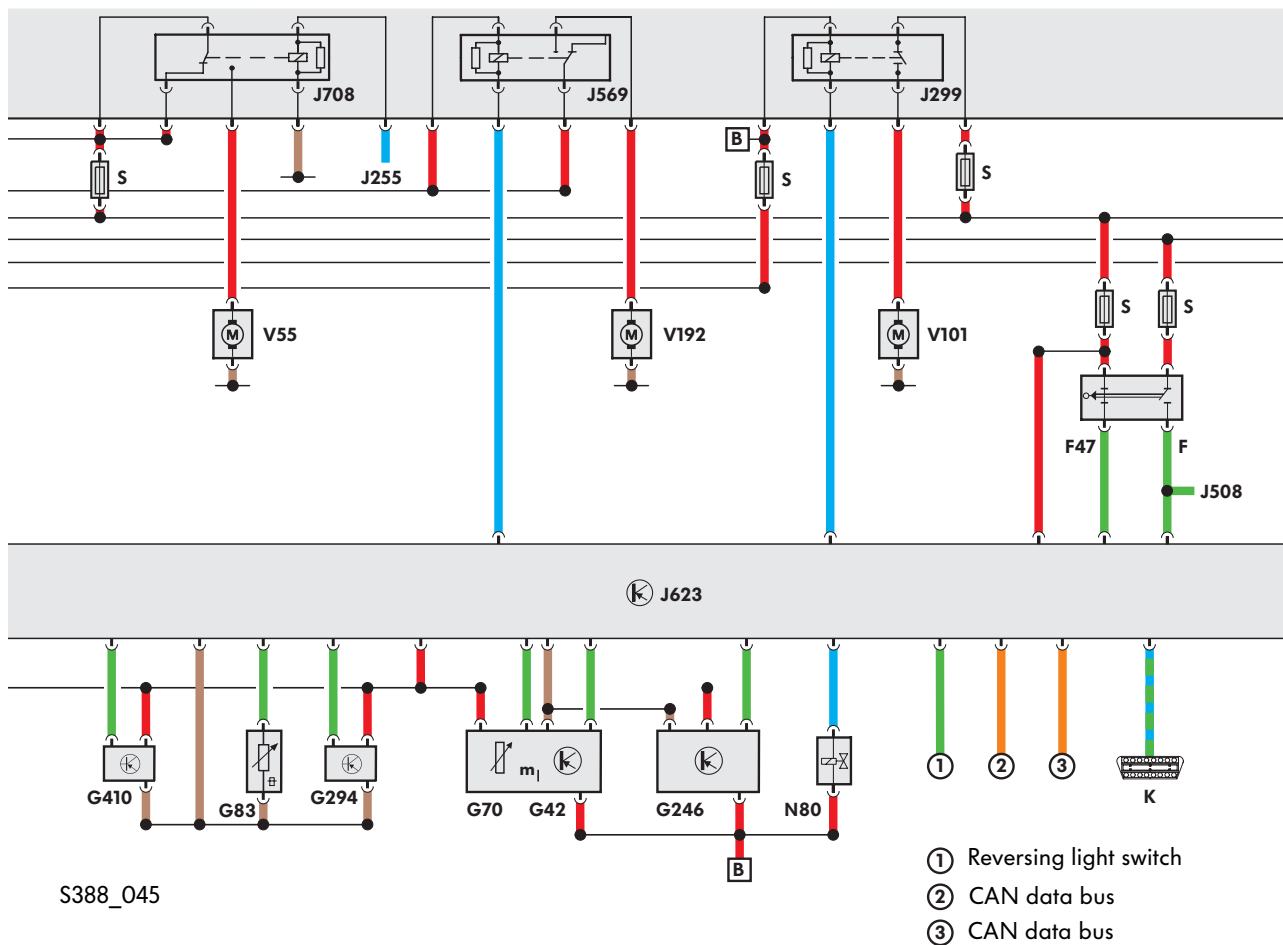 J708
J569
J299
B
S
J255
S
S
V55
V192
V101
M
M
M
S
S
F47
F
J508
J623
G410
G83
G294
m
G70
G42
G246
N80
1
2
3
K
B
1 Reversing light switch
2 CAN data bus
3 CAN data bus
S388_045